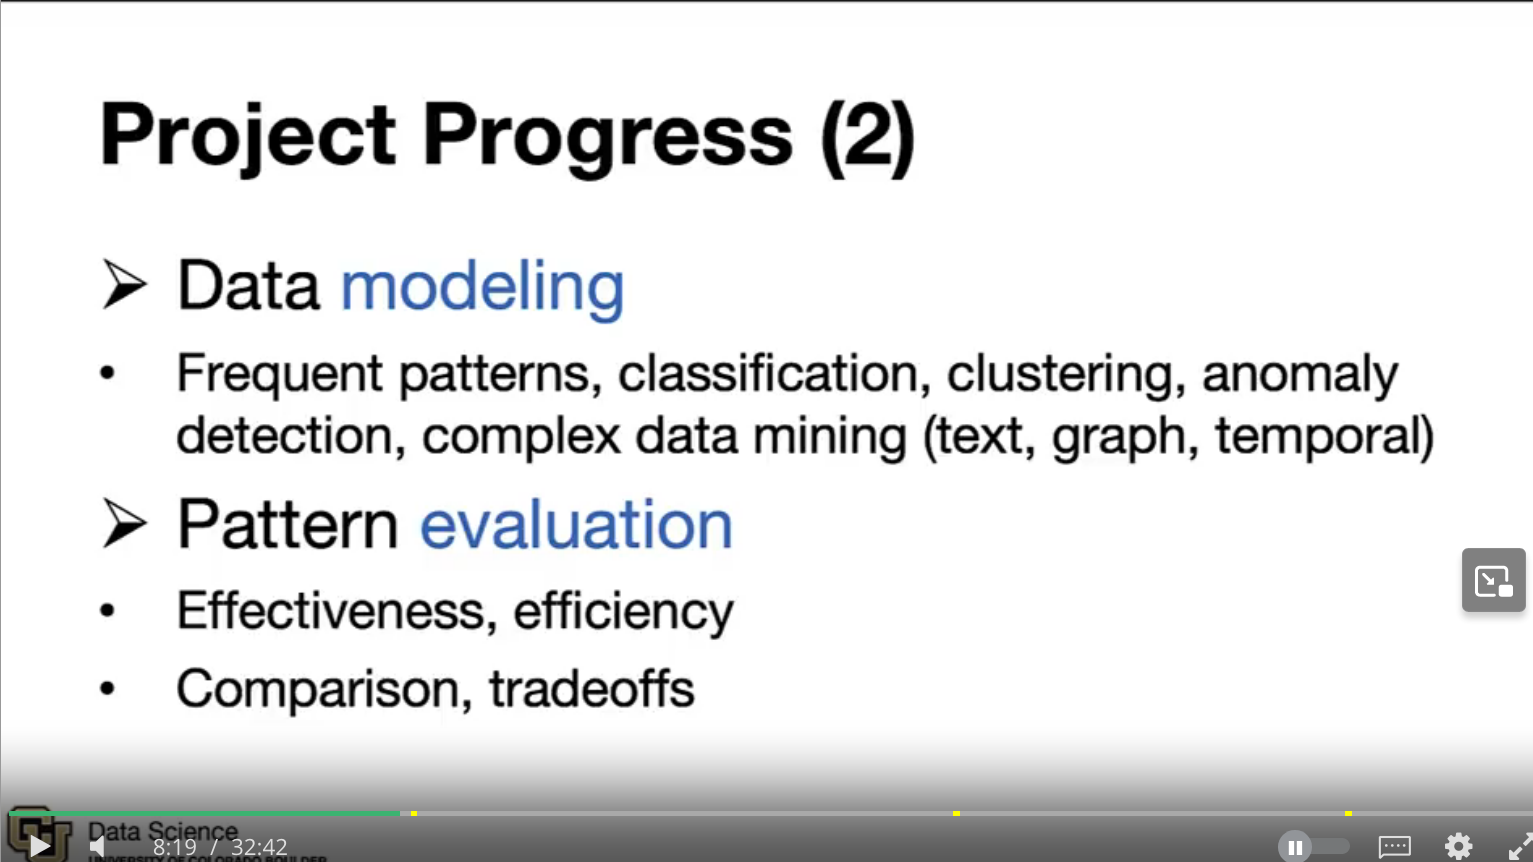 Project Progress (2)
➢ Data modeling
• Frequent patterns, classification, clustering, anomaly
detection, complex data mining (text, graph, temporal)
➢ Pattern evaluation
• Effectiveness, efficiency
• Comparison, tradeoffs
Data Science
UNIVERSITY OF COLORADO BOULDER
8:19 / 32:42